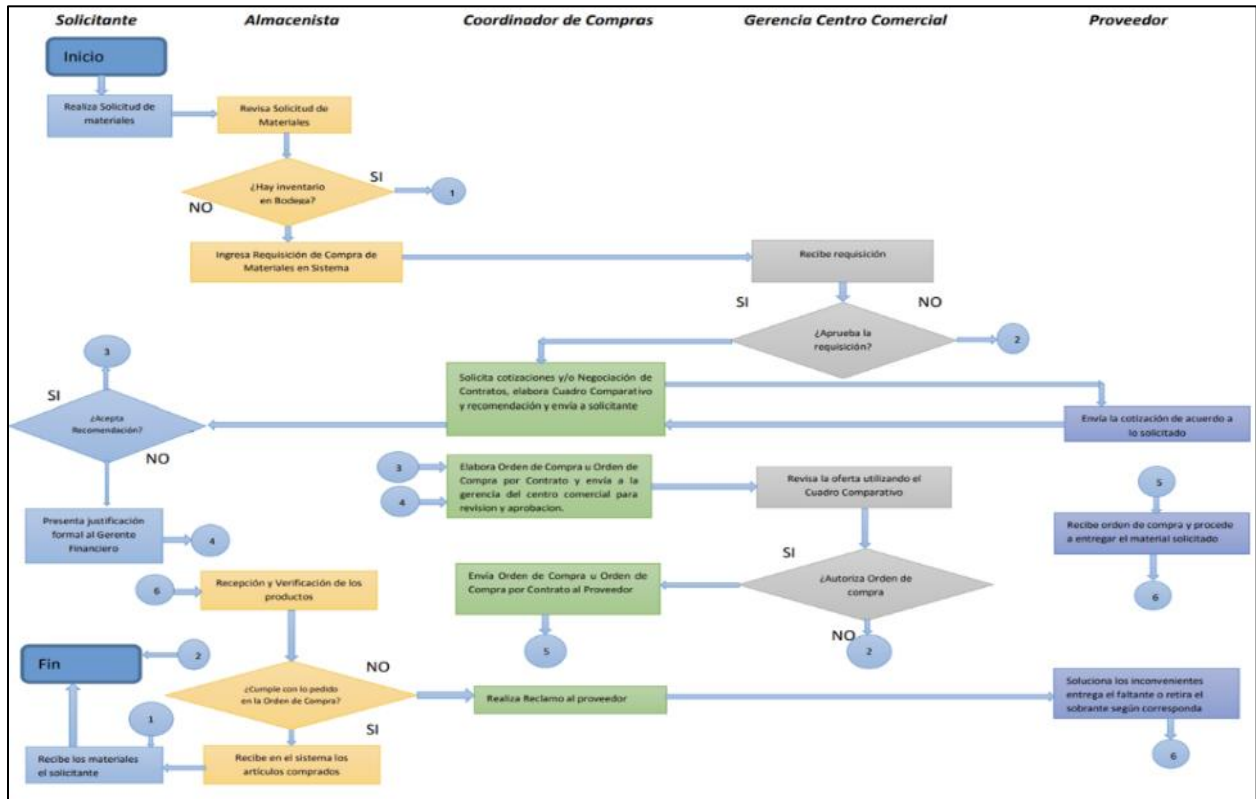 Solicitante
Almacenista
Coordinador de Compras
Gerencia Centro Comercial
Proveedor
Inicio
Realiza Solicitud de
materiales
Revisa Solicitud de
Materiales
¿Hay inventario
en Bodega?
SI
1
NO
Ingresa Requisición de Compra de
Materiales en Sistema
Recibe requisición
SI
NO
¿Aprueba la
requisición?
2
3
SI
¿Acepta
Recomendación?
NO
Solicita cotizaciones y/o Negociación de
Contratos, elabora Cuadro Comparativo
y recomendación y envía a solicitante
Envía la cotización de acuerdo a
lo solicitado
3
4
Elabora Orden de Compra u Orden de
Compra por Contrato y envía a la
gerencia del centro comercial para
revision y aprobacion.
Revisa la oferta utilizando el
Cuadro Comparativo
5
Presenta justificación
formal al Gerente
Financiero
4
Recibe orden de compra y procede
a entregar el material solicitado
SI
6
Recepción y Verificación de los
productos
Envía Orden de Compra u Orden de
Compra por Contrato al Proveedor
¿Autoriza Orden de
compra
6
NO
5
2
Fin
2
NO
¿Cumple con lo pedido
en la Orden de Compra?
SI
Realiza Reclamo al proveedor
Soluciona los inconvenientes
entrega el faltante o retira el
sobrante según corresponda
1
Recibe los materiales
el solicitante
Recibe en el sistema los
artículos comprados
6